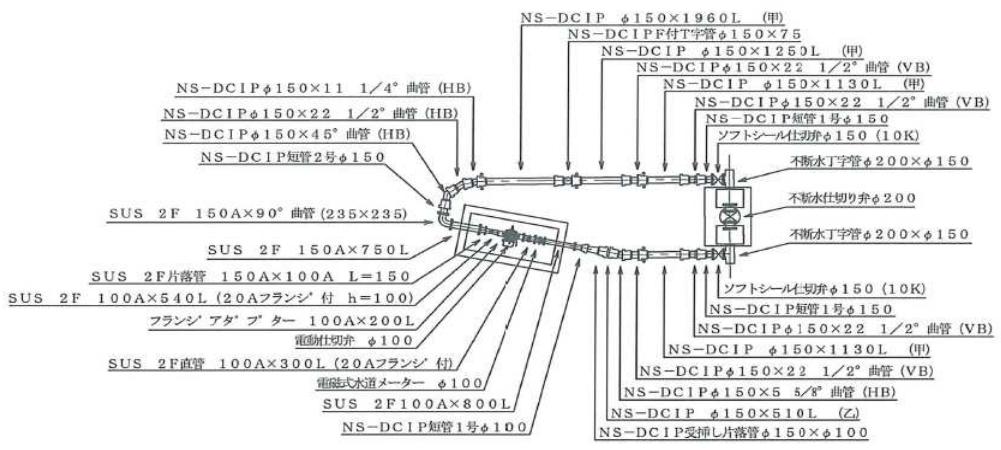 NS-DCIP φ150×1960L (甲)
NS-DCIPF付T字管φ150×75
NS-DCIP φ150×1250L (甲)
NS-DCIPφ150×22 1/2°曲管(VB)
NS-DCIP φ150×1130L (甲)
NS-DCIPφ150×22 1/2°曲管(VB)
NS-DCIP短管1号φ150
ソフトシール仕切弁φ150(10K)
不断水丁字管φ200×φ150
不断水仕切り弁φ200
不断水丁字管φ200×φ150
NS-DCIPφ150×11 1/4°曲管(HB)
NS-DCIPφ150×22 1/2°曲管(HB)
NS-DCIPφ150×45°曲管(HB)
NS-DCIP短管2号φ150
SUS 2F 150A×90°曲管(235×235)
SUS 2F 150A×750L
SUS 2F片落管 150A×100A L=150
SUS 2F 100A×540L(20Aフランジ付 h=100)
フランジアダプター 100A×200L
電動仕切弁 φ100
SUS 2F直管 100A×300L(20Aフランジ付)
電磁式水道メーター φ100
SUS 2F100A×800L
NS-DCIP短管1号φ100
ソフトシール仕切弁φ150(10K)
NS-DCIP短管1号φ150
NS-DCIPφ150×22 1/2°曲管(VB)
NS-DCIP φ150×1130L (甲)
NS-DCIPφ150×22 1/2°曲管(VB)
NS-DCIPφ150×5 5/8°曲管(HB)
NS-DCIP φ150×510L(乙)
NS-DCIP受挿し片落管φ150×φ100